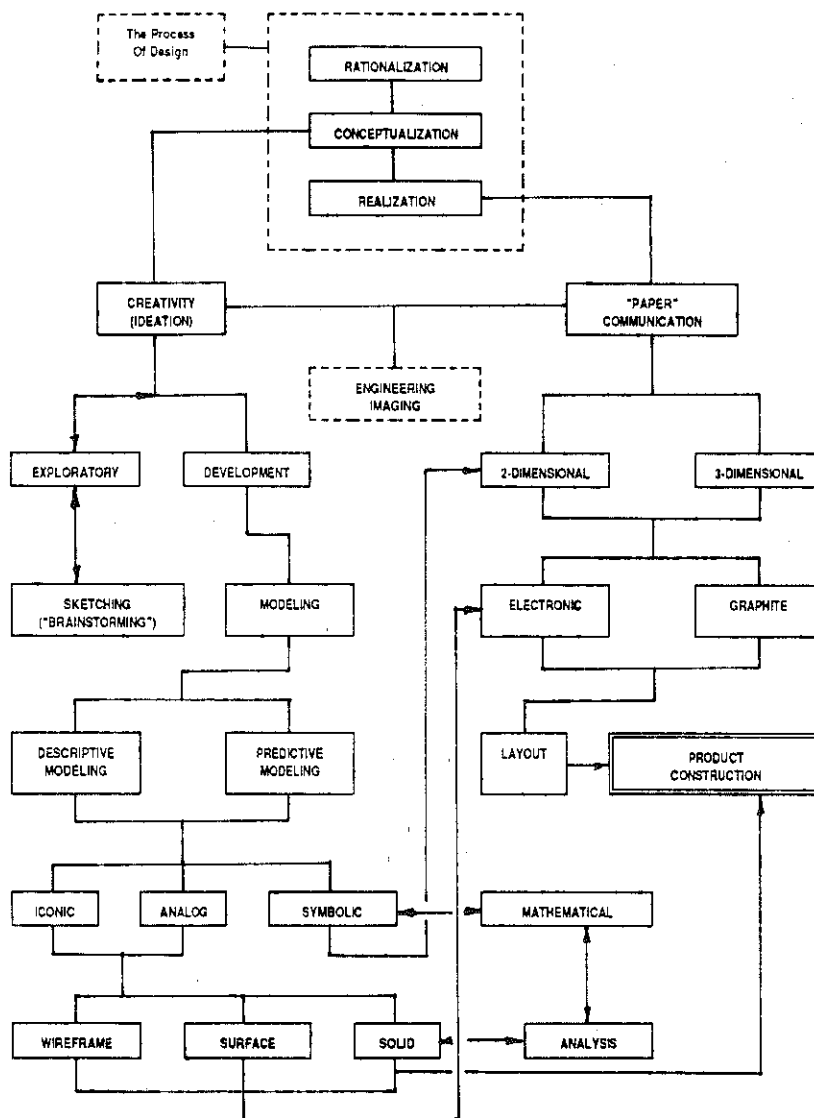 The Process
Of Design
RATIONALIZATION
CONCEPTUALIZATION
REALIZATION
CREATIVITY
(IDEATION)
"PAPER"
COMMUNICATION
ENGINEERING
IMAGING
EXPLORATORY
DEVELOPMENT
2-DIMENSIONAL
3-DIMENSIONAL
SKETCHING
("BRAINSTORMING")
MODELING
ELECTRONIC
GRAPHITE
DESCRIPTIVE
MODELING
PREDICTIVE
MODELING
LAYOUT
PRODUCT
CONSTRUCTION
ICONIC
ANALOG
SYMBOLIC
MATHEMATICAL
WIREFRAME
SURFACE
SOLID
ANALYSIS